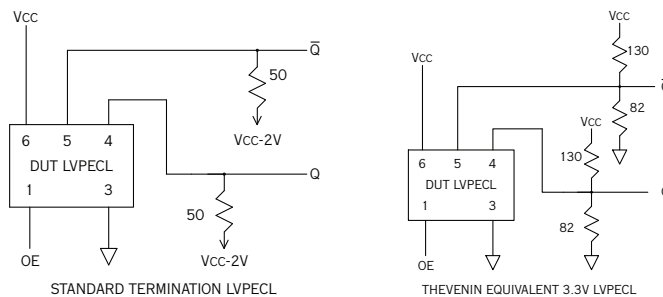 VCC
Q̅
50
VCC-2V
6 5 4
DUT LVPECL
1 3
Q
50
VCC-2V
OE
STANDARD TERMINATION LVPECL
VCC
130
VCC
82
VCC
130
6 5 4
DUT LVPECL
1 3
82
OE
THEVENIN EQUIVALENT 3.3V LVPECL